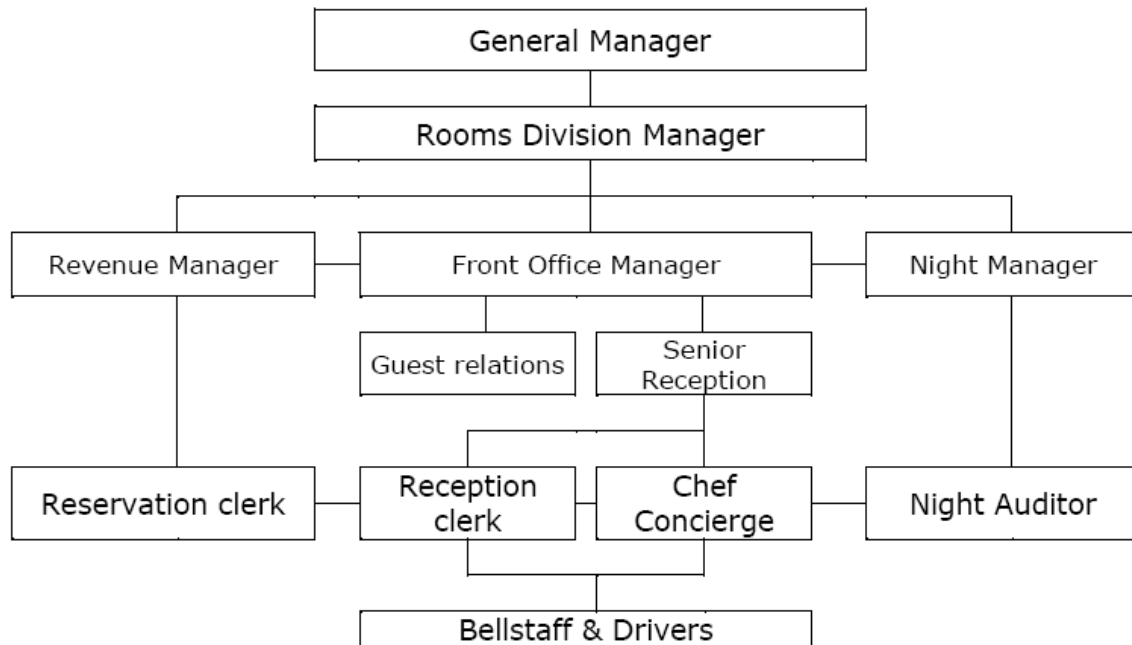 General Manager
Rooms Division Manager
Revenue Manager
Front Office Manager
Night Manager
Guest relations
Senior
Reception
Reservation clerk
Reception
clerk
Chef
Concierge
Night Auditor
Bellstaff & Drivers